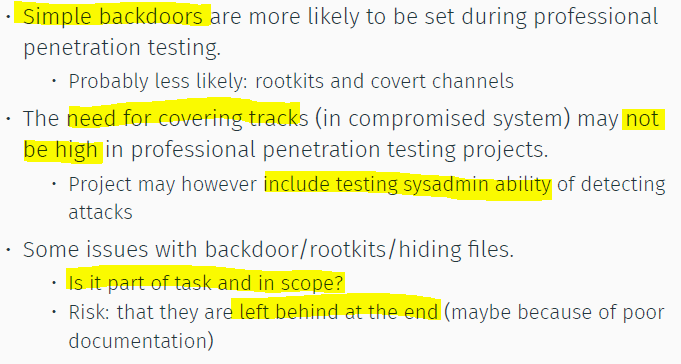 • Simple backdoors are more likely to be set during professional
penetration testing.
• Probably less likely: rootkits and covert channels
• The need for covering tracks (in compromised system) may not
be high in professional penetration testing projects.
• Project may however include testing sysadmin ability of detecting
attacks
• Some issues with backdoor/rootkits/hiding files.
• Is it part of task and in scope?
• Risk: that they are left behind at the end (maybe because of poor
documentation)